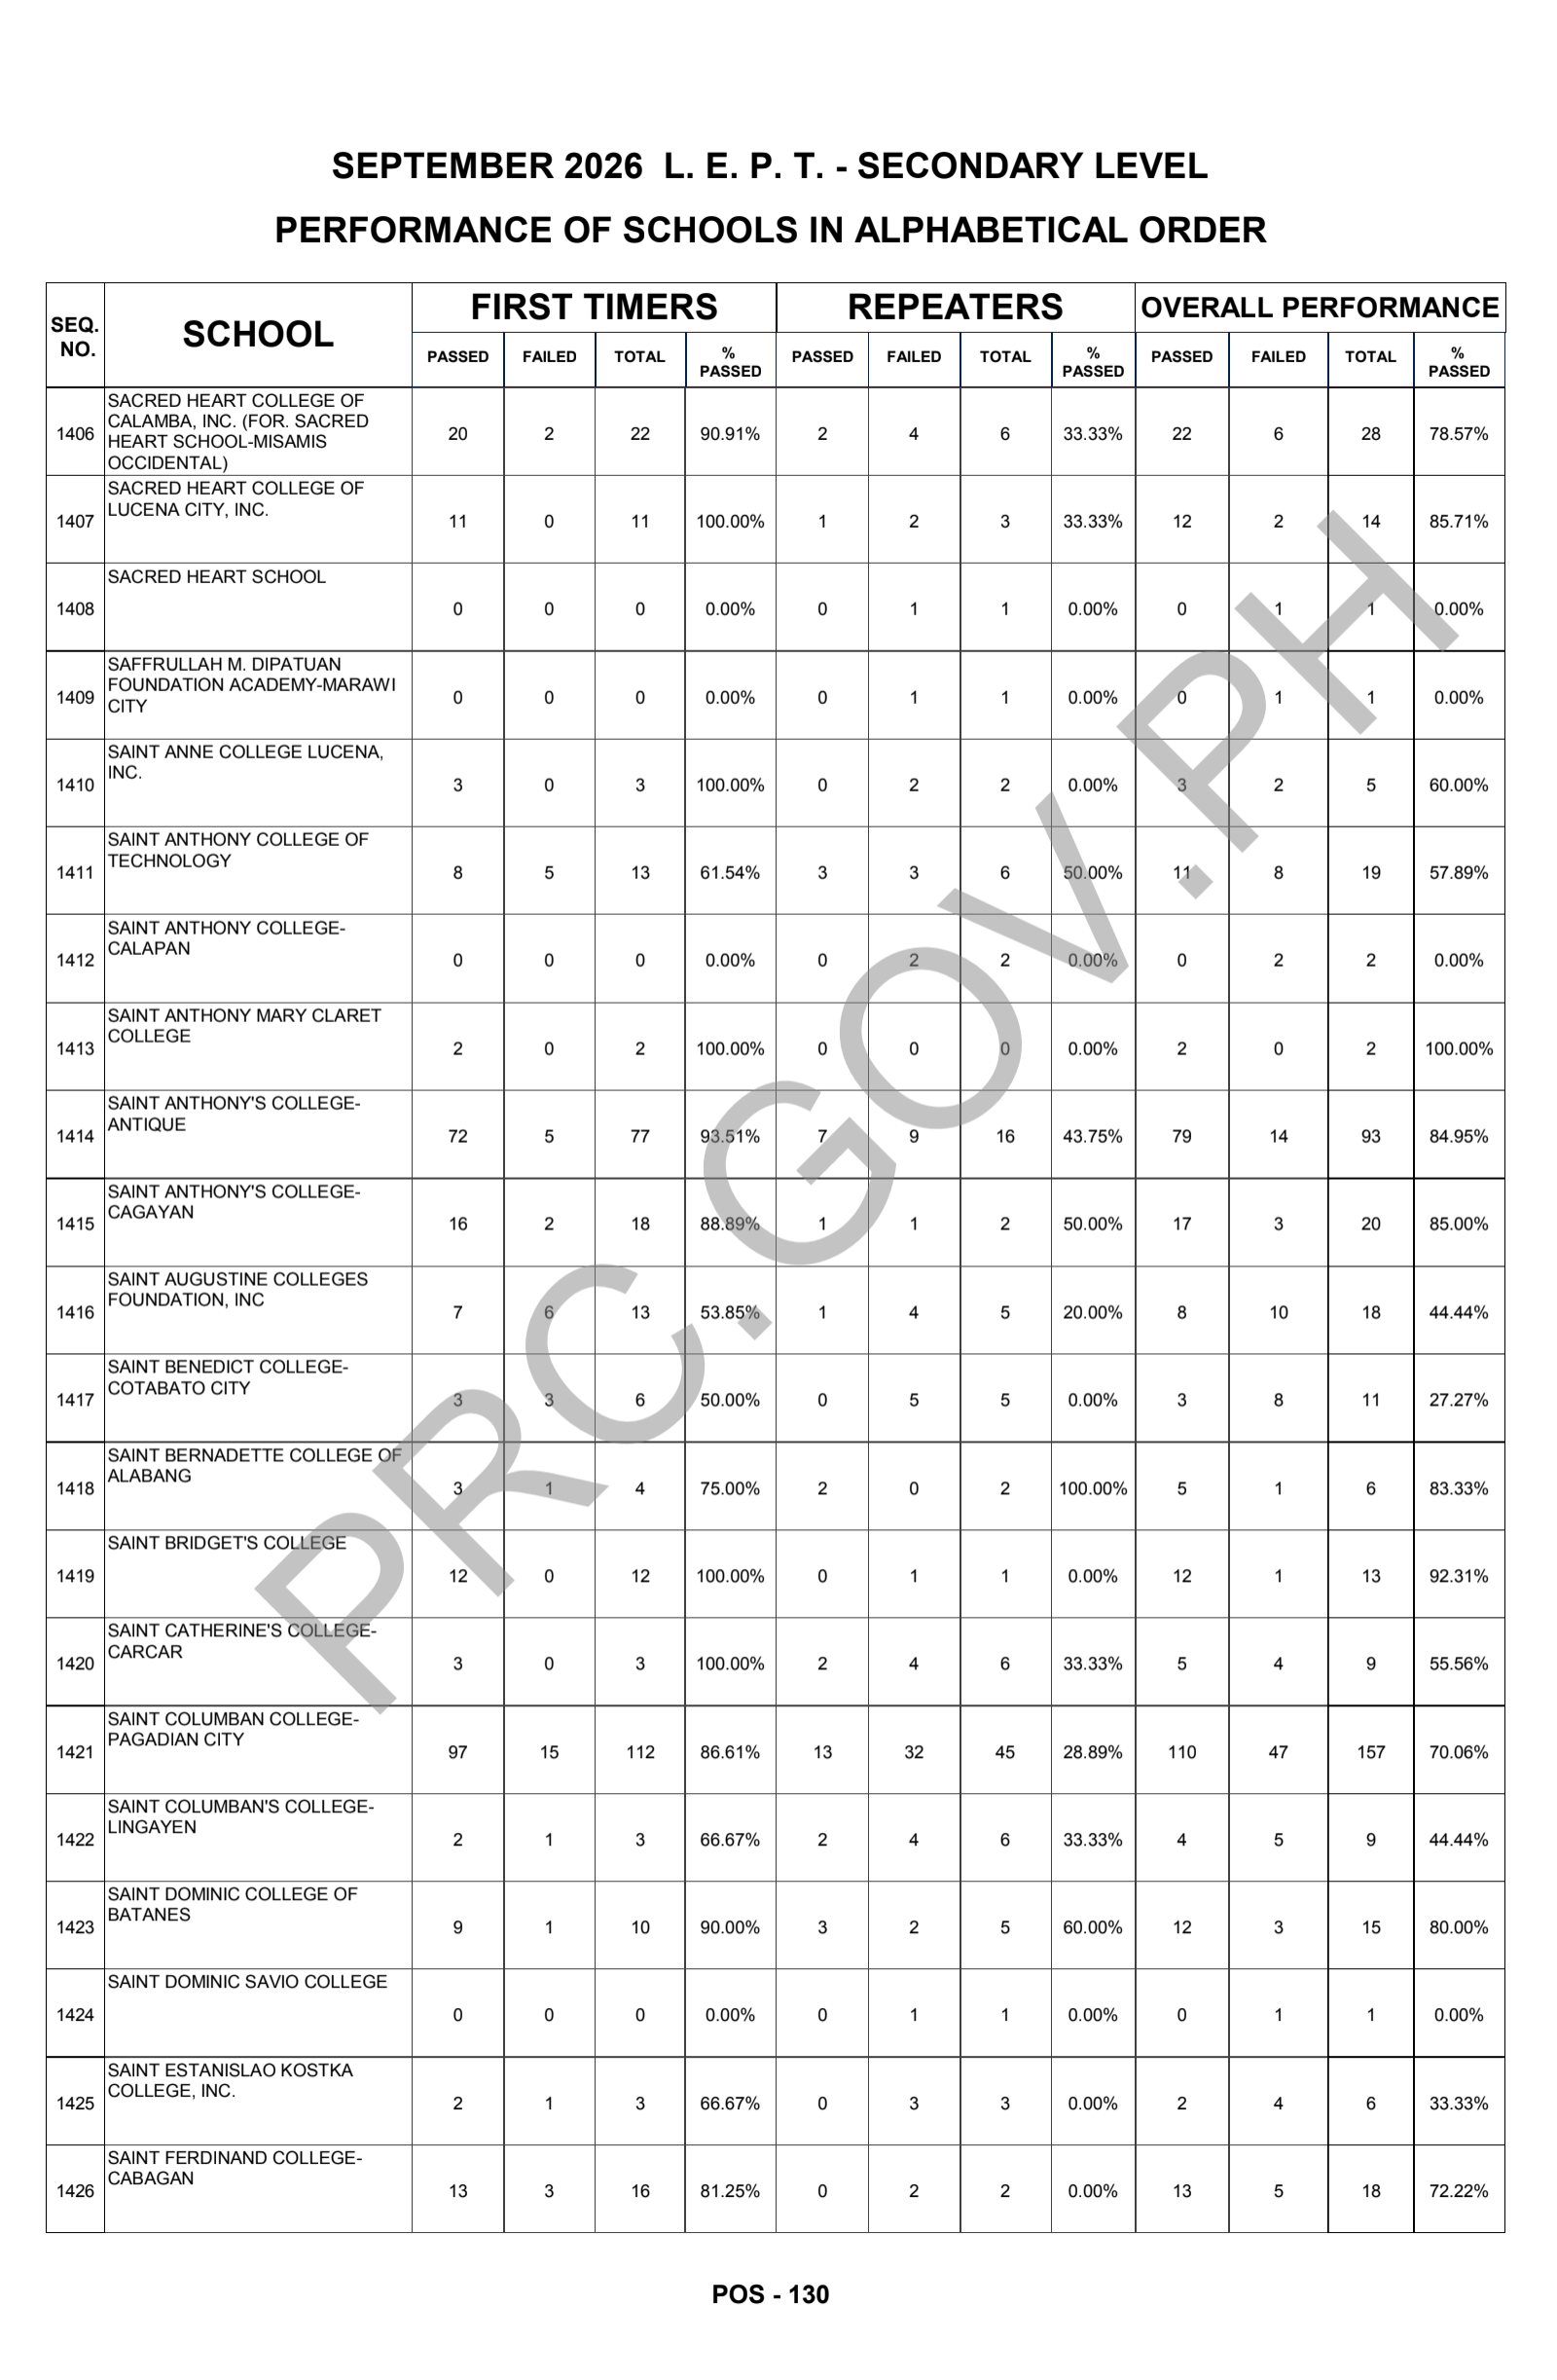 SEPTEMBER 2026 L. E. P. T. - SECONDARY LEVEL
PERFORMANCE OF SCHOOLS IN ALPHABETICAL ORDER
SEQ. NO. SCHOOL FIRST TIMERS REPEATERS OVERALL PERFORMANCE
PASSED FAILED TOTAL % PASSED PASSED FAILED TOTAL % PASSED PASSED FAILED TOTAL % PASSED
SACRED HEART COLLEGE OF
CALAMBA, INC. (FOR. SACRED
HEART SCHOOL-MISAMIS
OCCIDENTAL)
1406 20 2 22 90.91% 2 4 6 33.33% 22 6 28 78.57%
SACRED HEART COLLEGE OF
LUCENA CITY, INC.
1407 11 0 11 100.00% 1 2 3 33.33% 12 2 14 85.71%
SACRED HEART SCHOOL
1408 0 0 0 0.00% 0 1 1 0.00% 0 1 1 0.00%
SAFFRULLAH M. DIPATUAN
FOUNDATION ACADEMY-MARAWI
CITY
1409 0 0 0 0.00% 0 1 1 0.00% 0 1 1 0.00%
SAINT ANNE COLLEGE LUCENA,
INC.
1410 3 0 3 100.00% 0 2 2 0.00% 3 2 5 60.00%
SAINT ANTHONY COLLEGE OF
TECHNOLOGY
1411 8 5 13 61.54% 3 3 6 50.00% 11 8 19 57.89%
SAINT ANTHONY COLLEGE-
CALAPAN
1412 0 0 0 0.00% 0 2 2 0.00% 0 2 2 0.00%
SAINT ANTHONY MARY CLARET
COLLEGE
1413 2 0 2 100.00% 0 0 0 0.00% 2 0 2 100.00%
SAINT ANTHONY'S COLLEGE-
ANTIQUE
1414 72 5 77 93.51% 7 9 16 43.75% 79 14 93 84.95%
SAINT ANTHONY'S COLLEGE-
CAGAYAN
1415 16 2 18 88.89% 1 1 2 50.00% 17 3 20 85.00%
SAINT AUGUSTINE COLLEGES
FOUNDATION, INC
1416 7 6 13 53.85% 1 4 5 20.00% 8 10 18 44.44%
SAINT BENEDICT COLLEGE-
COTABATO CITY
1417 3 3 6 50.00% 0 5 5 0.00% 3 8 11 27.27%
SAINT BERNADETTE COLLEGE OF
ALABANG
1418 3 1 4 75.00% 2 0 2 100.00% 5 1 6 83.33%
SAINT BRIDGET'S COLLEGE
1419 12 0 12 100.00% 0 1 1 0.00% 12 1 13 92.31%
SAINT CATHERINE'S COLLEGE-
CARCAR
1420 3 0 3 100.00% 2 4 6 33.33% 5 4 9 55.56%
SAINT COLUMBAN COLLEGE-
PAGADIAN CITY
1421 97 15 112 86.61% 13 32 45 28.89% 110 47 157 70.06%
SAINT COLUMBAN'S COLLEGE-
LINGAYEN
1422 2 1 3 66.67% 2 4 6 33.33% 4 5 9 44.44%
SAINT DOMINIC COLLEGE OF
BATANES
1423 9 1 10 90.00% 3 2 5 60.00% 12 3 15 80.00%
SAINT DOMINIC SAVIO COLLEGE
1424 0 0 0 0.00% 0 1 1 0.00% 0 1 1 0.00%
SAINT ESTANISLAO KOSTKA
COLLEGE, INC.
1425 2 1 3 66.67% 0 3 3 0.00% 2 4 6 33.33%
SAINT FERDINAND COLLEGE-
CABAGAN
1426 13 3 16 81.25% 0 2 2 0.00% 13 5 18 72.22%
PRC.GOV.PH
POS - 130